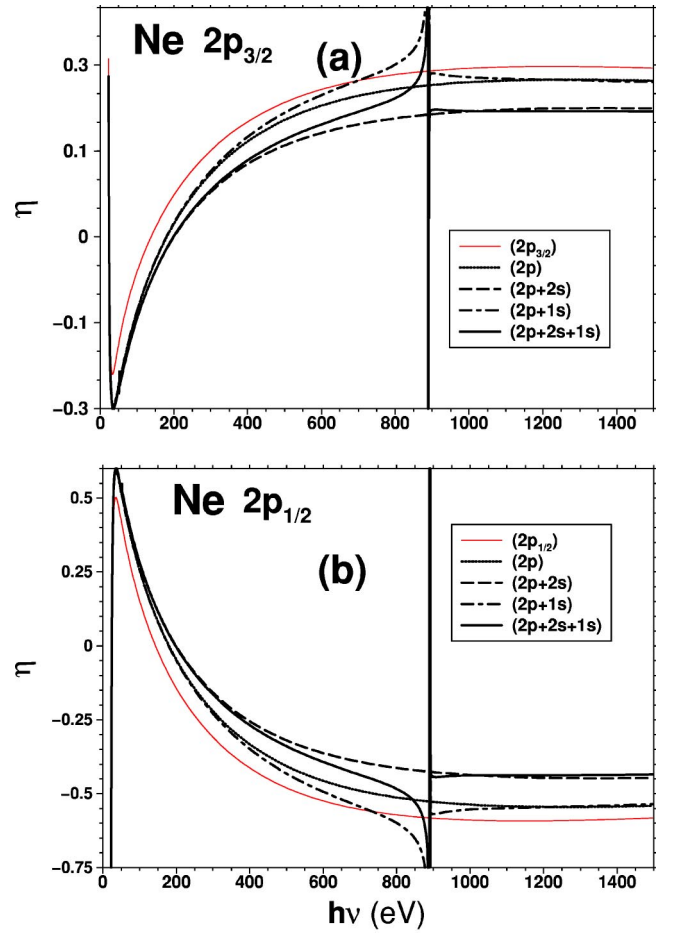 Ne 2p3/2
(a)
0.3
0.1
0
−0.1
−0.3
η
(2p3/2)
(2p)
(2p+2s)
(2p+1s)
(2p+2s+1s)
0 200 400 600 800 1000 1200 1400
Ne 2p1/2
(b)
0.5
0.25
0
−0.25
−0.5
−0.75
η
(2p1/2)
(2p)
(2p+2s)
(2p+1s)
(2p+2s+1s)
0 200 400 600 800 1000 1200 1400
hν (eV)